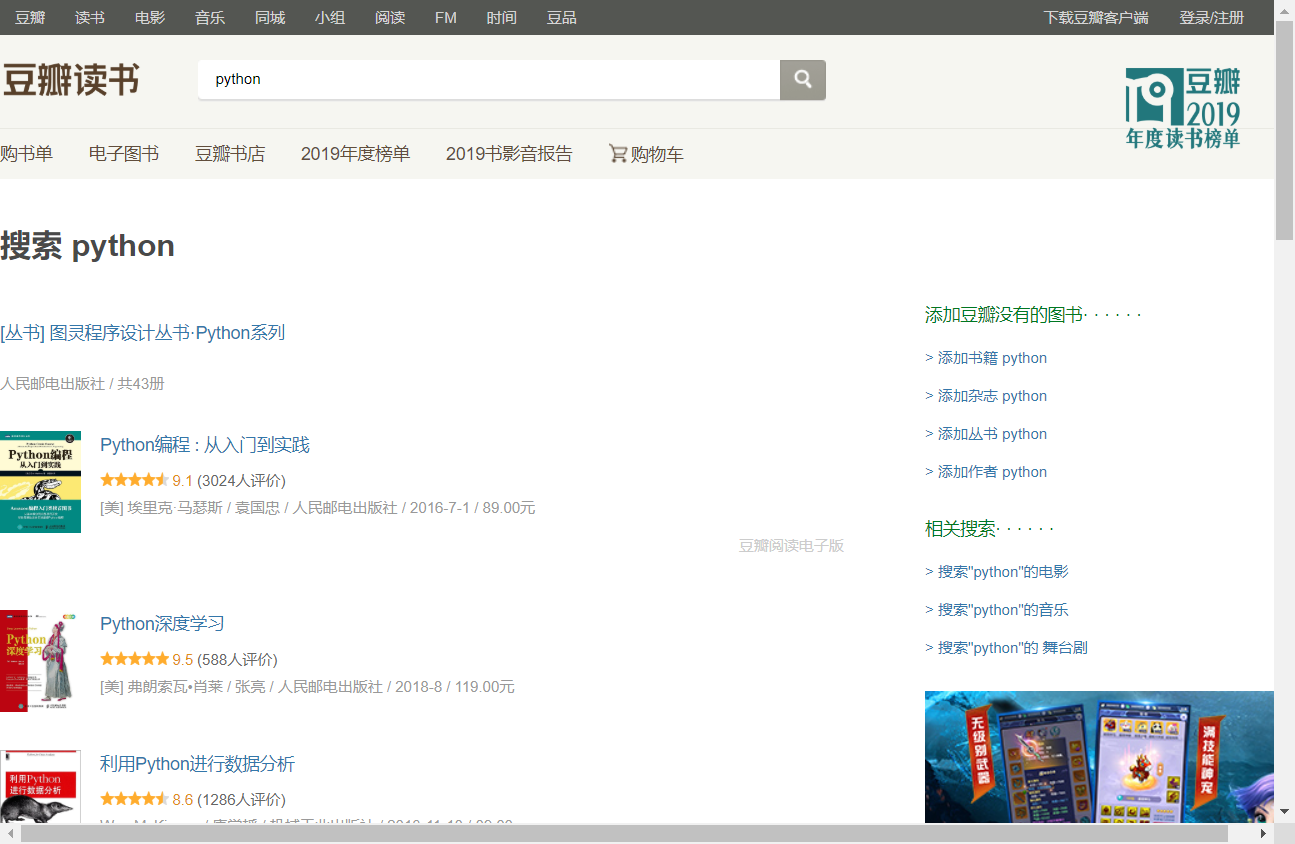 豆瓣 读书 电影 音乐 同城 小组 阅读 FM 时间 豆品 下载豆瓣客户端 登录/注册
豆瓣读书 python
豆瓣
2019
年度读书榜单
购书单 电子图书 豆瓣书店 2019年度榜单 2019书影音报告 购物车
搜索 python
[丛书] 图灵程序设计丛书·Python系列
人民邮电出版社 / 共43册
Python编程
从入门到实践
Python编程 : 从入门到实践
9.1 (3024人评价)
[美] 埃里克·马瑟斯 / 袁国忠 / 人民邮电出版社 / 2016-7-1 / 89.00元
豆瓣阅读电子版
Python
深度学习
Python深度学习
9.5 (588人评价)
[美] 弗朗索瓦•肖莱 / 张亮 / 人民邮电出版社 / 2018-8 / 119.00元
利用Python
进行数据分析
利用Python进行数据分析
8.6 (1286人评价)
添加豆瓣没有的图书· · · · · ·
> 添加书籍 python
> 添加杂志 python
> 添加丛书 python
> 添加作者 python
相关搜索· · · · · ·
> 搜索"python"的电影
> 搜索"python"的音乐
> 搜索"python"的 舞台剧
无级别武器
满技能神宠